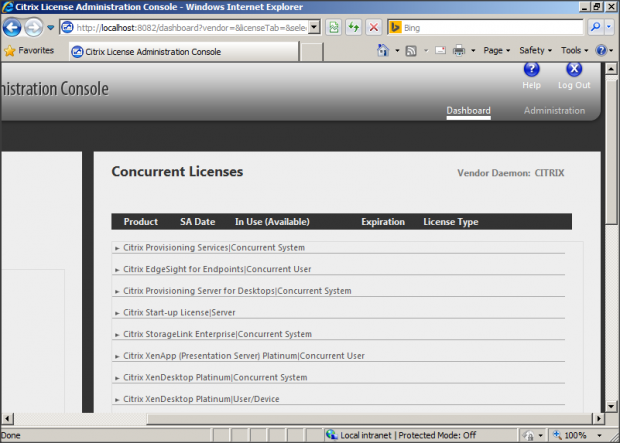 Citrix License Administration Console - Windows Internet Explorer
http://localhost:8082/dashboard?vendor=&licenseTab=&sele
Bing
Favorites
Citrix License Administration Console
Page
Safety
Tools
nistration Console
Help
Log Out
Dashboard
Administration
Concurrent Licenses
Vendor Daemon: CITRIX
Product SA Date In Use (Available) Expiration License Type
Citrix Provisioning Services|Concurrent System
Citrix EdgeSight for Endpoints|Concurrent User
Citrix Provisioning Server for Desktops|Concurrent System
Citrix Start-up License|Server
Citrix StorageLink Enterprise|Concurrent System
Citrix XenApp (Presentation Server) Platinum|Concurrent User
Citrix XenDesktop Platinum|Concurrent System
Citrix XenDesktop Platinum|User/Device
Done
Local intranet | Protected Mode: Off
100%